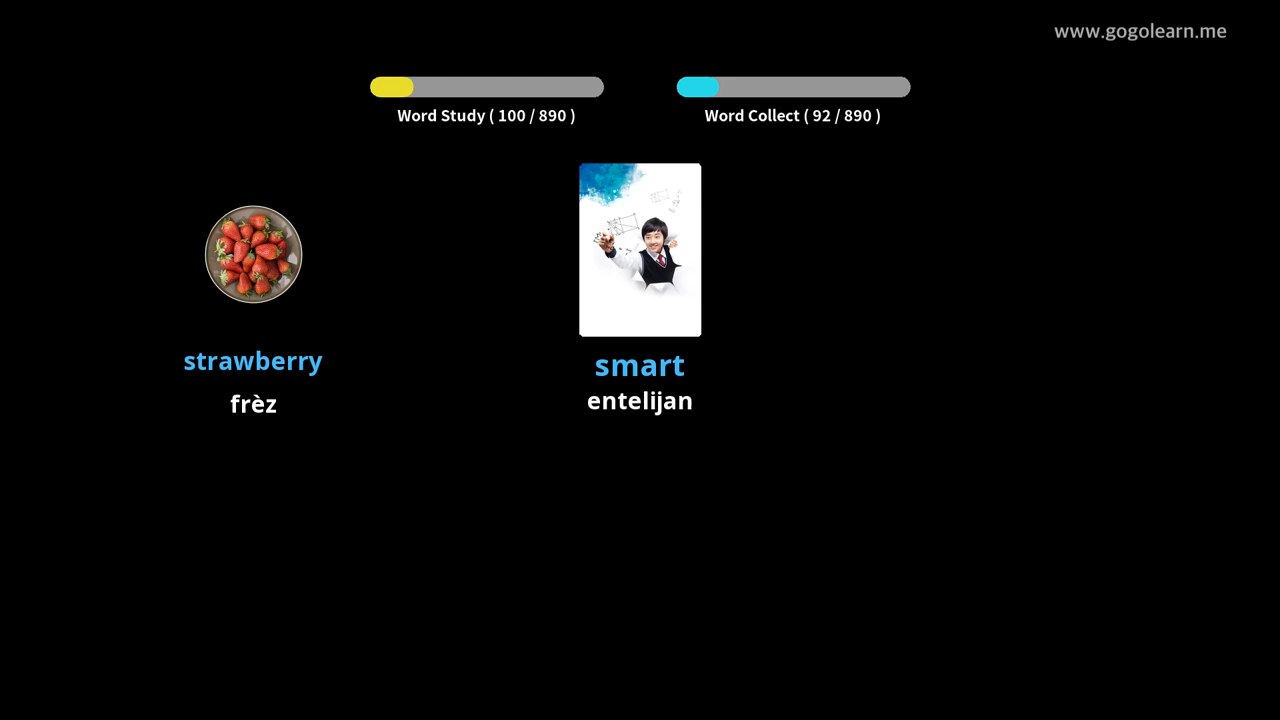 www.gogolearn.me
Word Study ( 100 / 890 )
Word Collect ( 92 / 890 )
strawberry
frèz
smart
entelijan